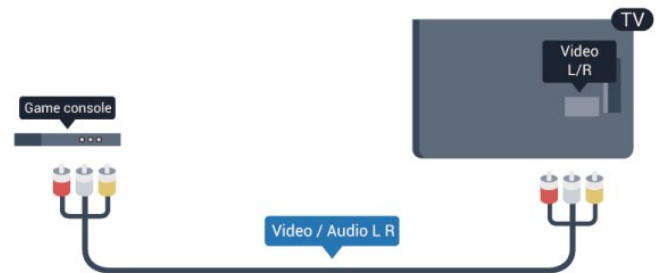 TV
Video
L/R
Game console
Video / Audio L R